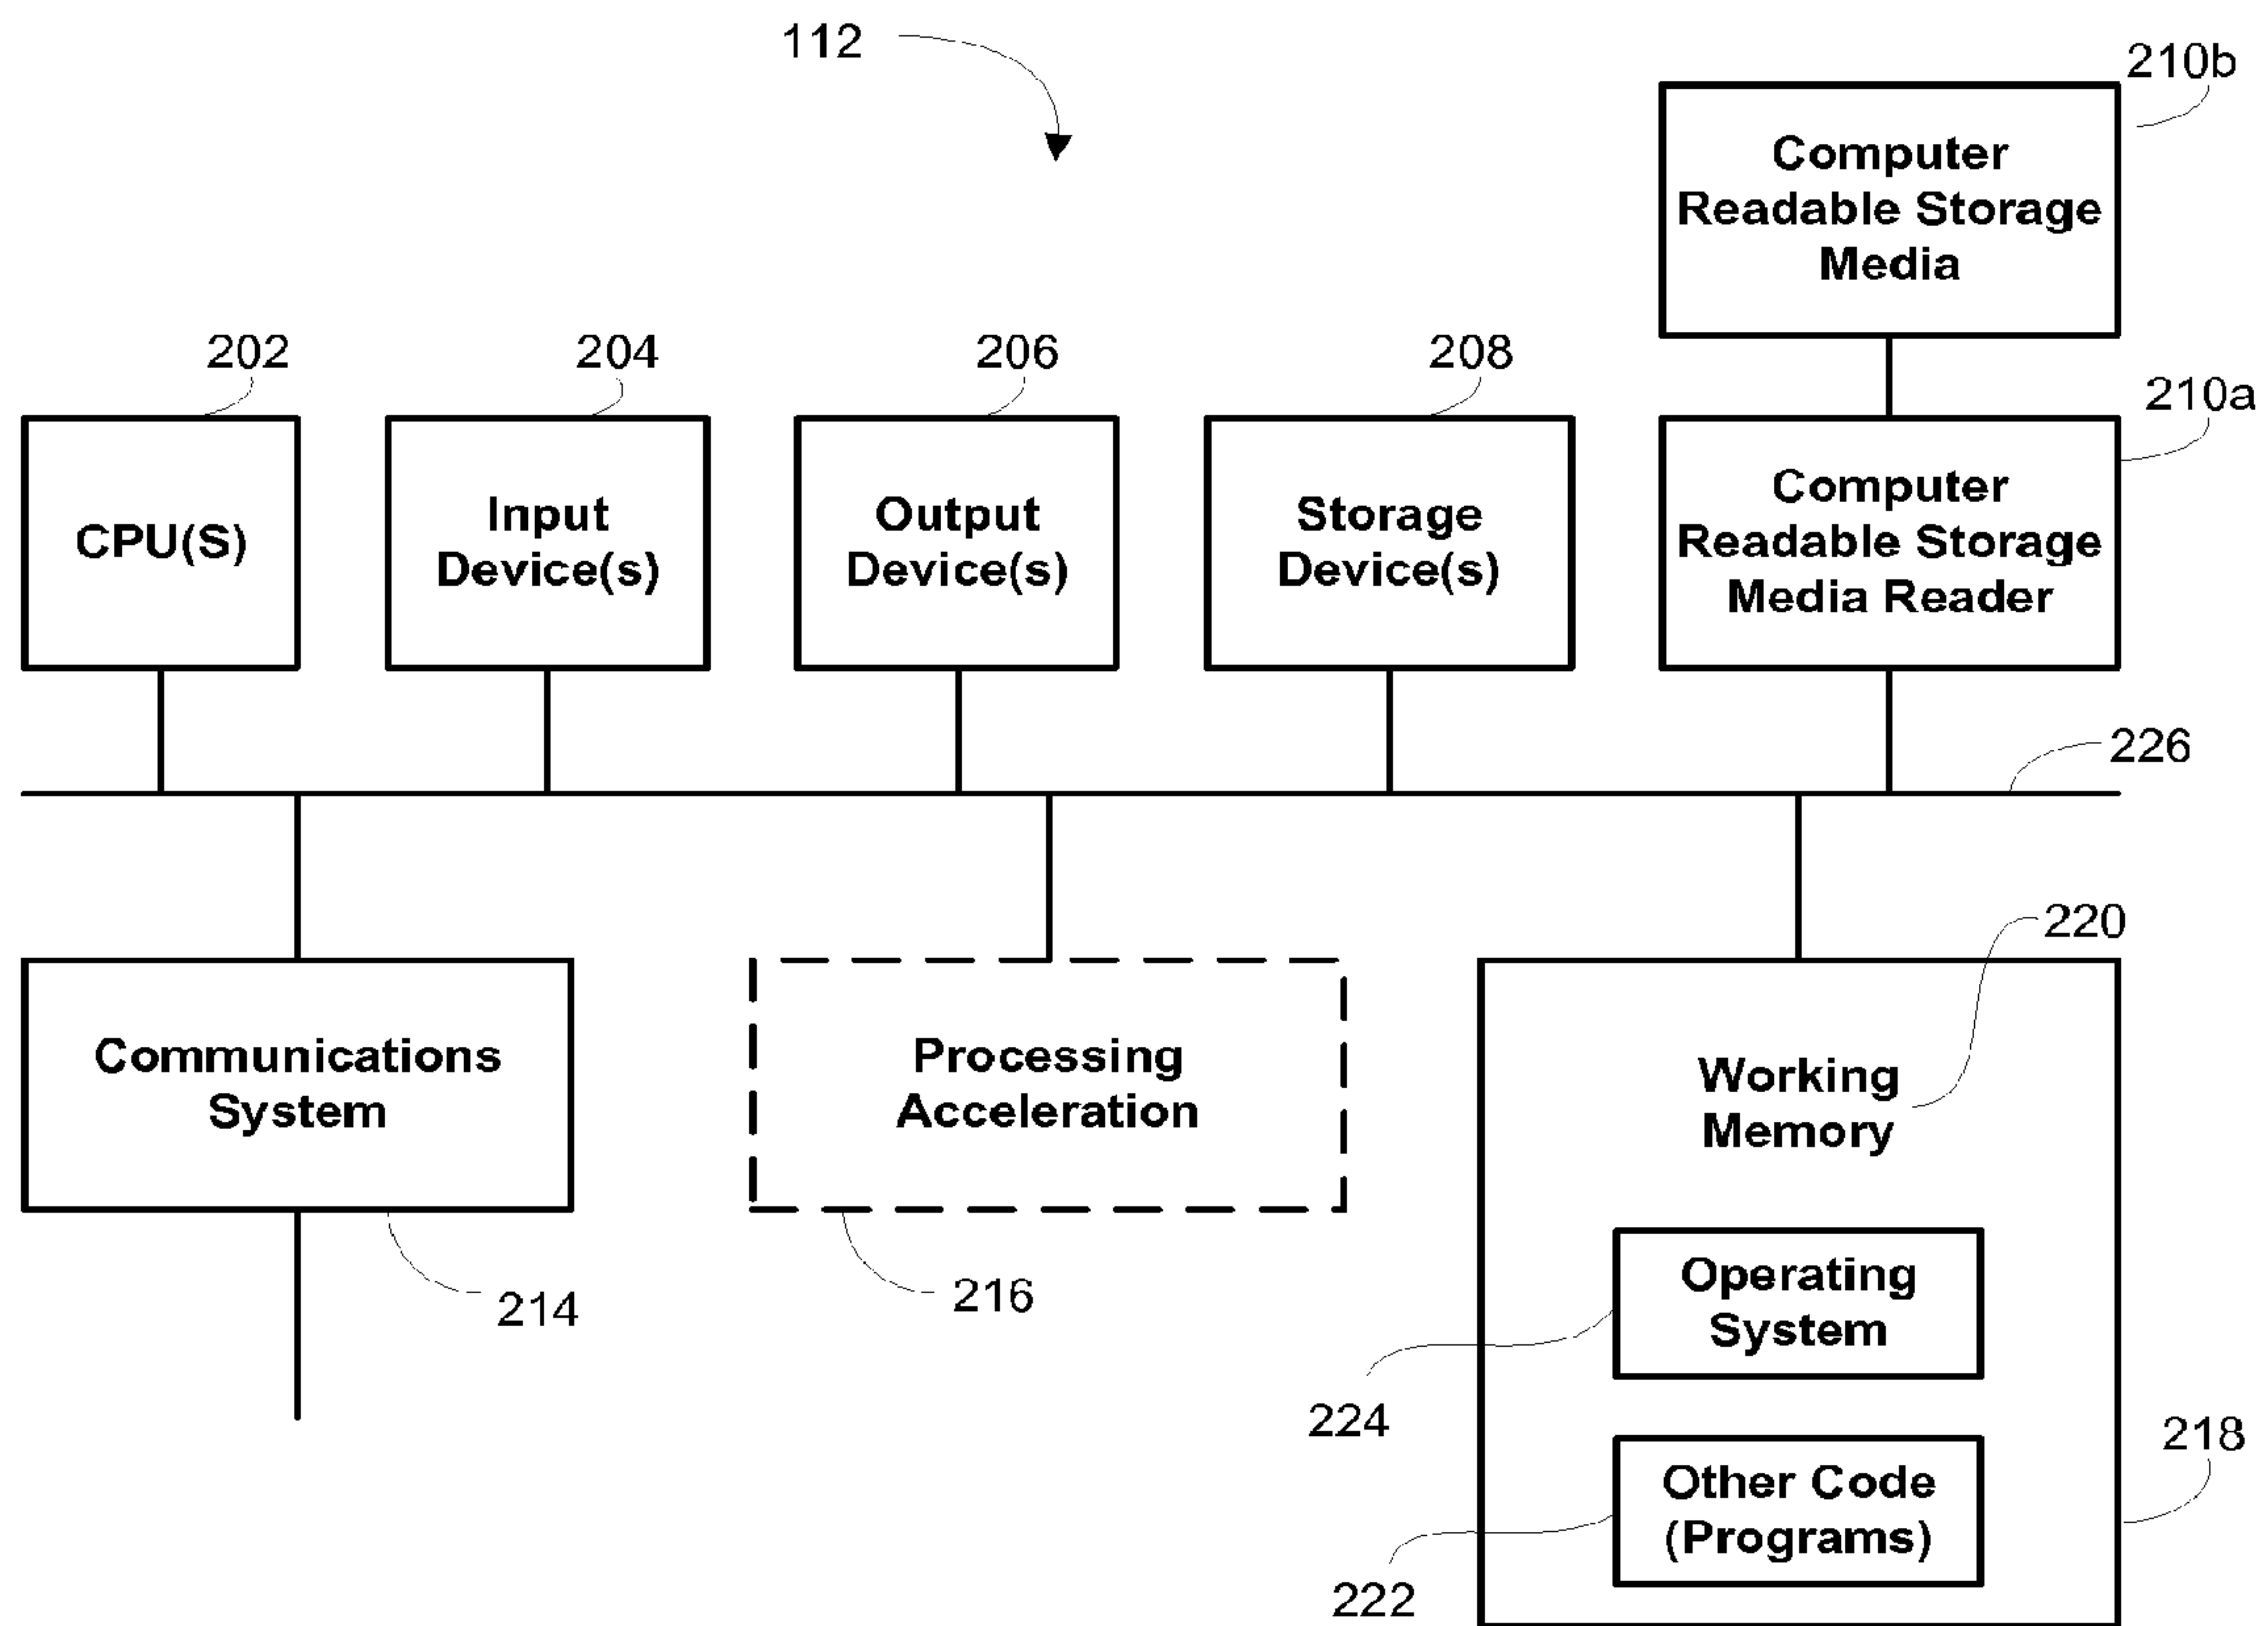 112
210b
Computer
Readable Storage
Media
202
204
206
208
210a
CPU(S)
Input
Device(s)
Output
Device(s)
Storage
Device(s)
Computer
Readable Storage
Media Reader
226
220
Communications
System
Processing
Acceleration
Working
Memory
214
216
Operating
System
224
218
Other Code
(Programs)
222